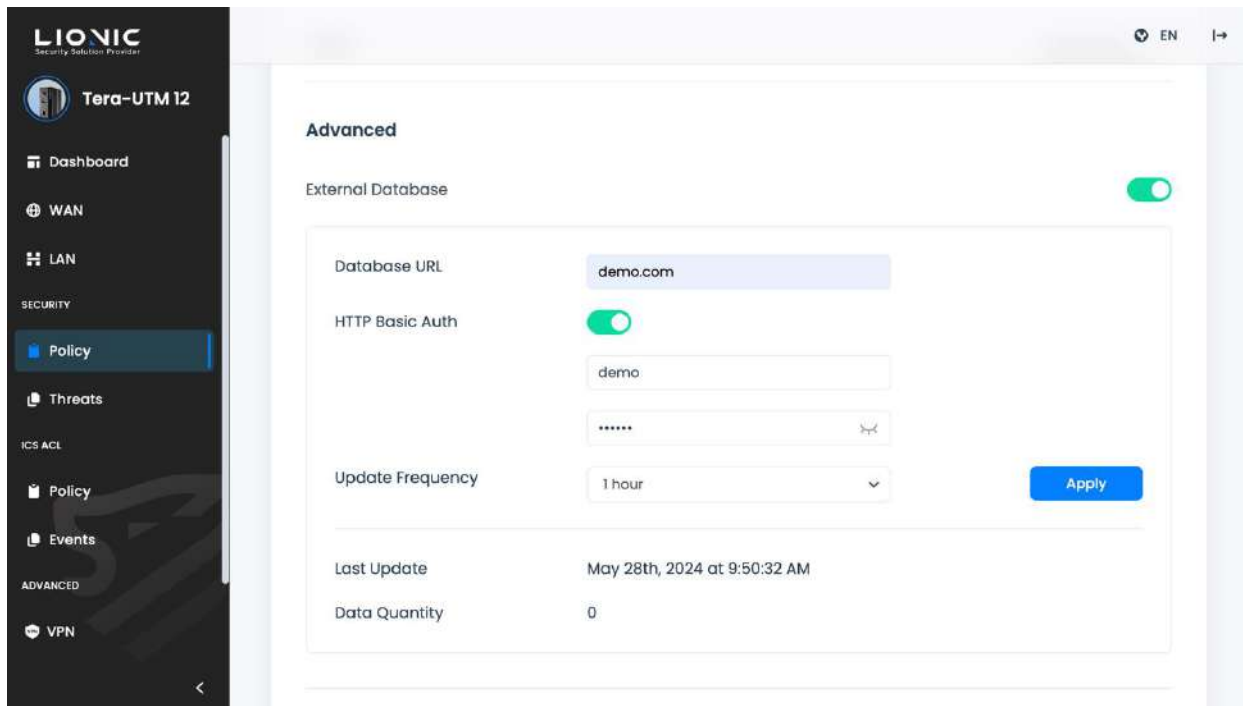 LIONIC
Security Solution Provider
EN
Tera-UTM 12
Dashboard
WAN
LAN
SECURITY
Policy
Threats
ICS ACL
Policy
Events
ADVANCED
VPN
Advanced
External Database
Database URL
demo.com
HTTP Basic Auth
demo
••••••
Update Frequency
1 hour
Apply
Last Update
May 28th, 2024 at 9:50:32 AM
Data Quantity
0